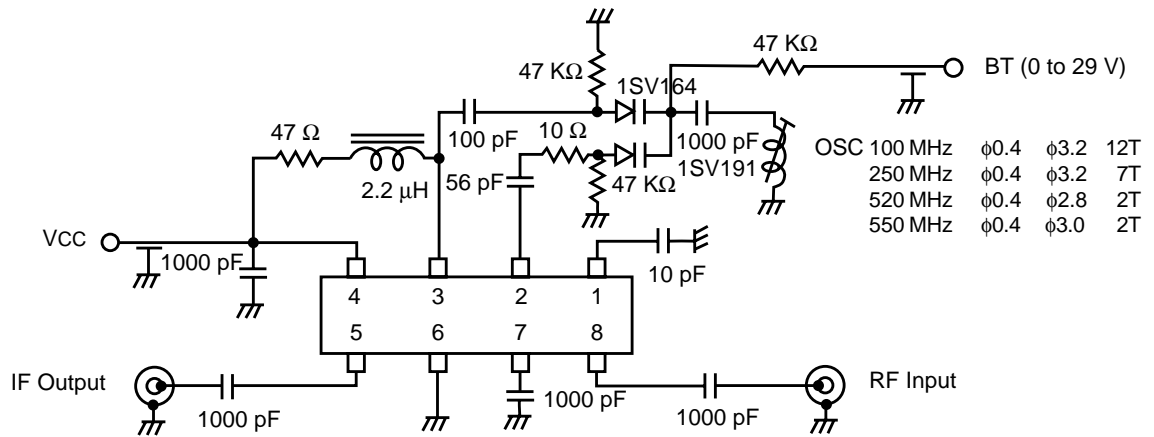 47 KΩ
47 KΩ
BT (0 to 29 V)
1SV164
100 pF
10 Ω
1000 pF
47 Ω
1SV191
OSC 100 MHz φ0.4 φ3.2 12T
250 MHz φ0.4 φ3.2 7T
520 MHz φ0.4 φ2.8 2T
550 MHz φ0.4 φ3.0 2T
2.2 μH
56 pF
47 KΩ
VCC
1000 pF
10 pF
4 3 2 1
5 6 7 8
IF Output
1000 pF
1000 pF
1000 pF
RF Input